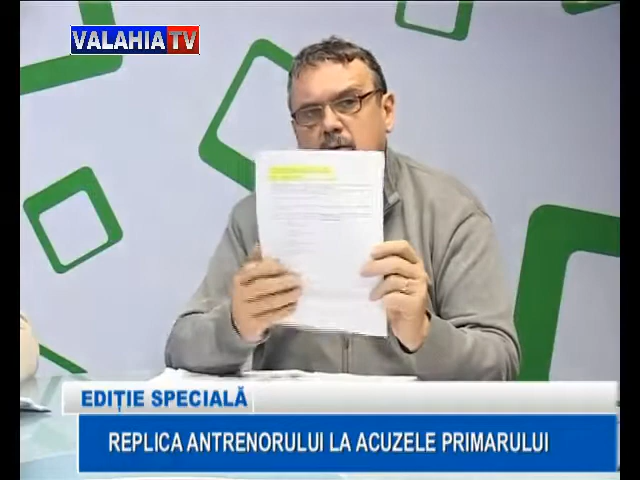 VALAHIA TV
EDIȚIE SPECIALĂ
REPLICA ANTRENORULUI LA ACUZELE PRIMARULUI